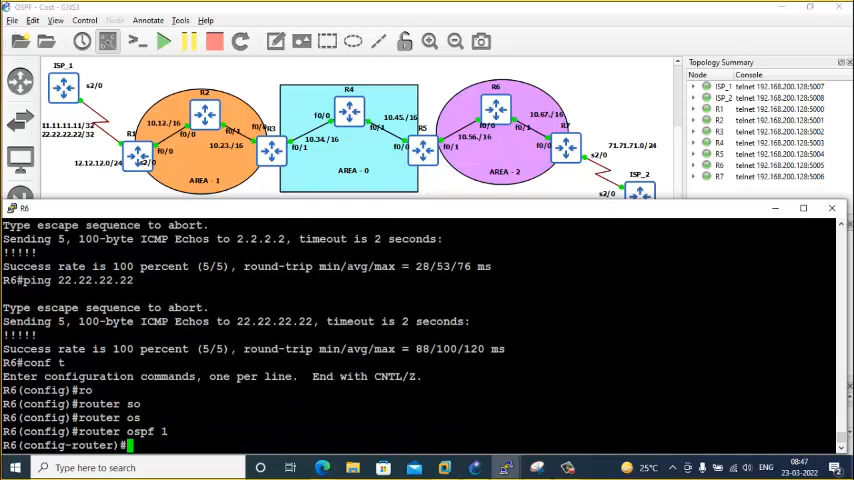 OSPF - Cost - GNS3
File Edit View Control Node Annotate Tools Help
ISP_1
s2/0
11.11.11.11/32
22.22.22.22/32
12.12.12.0/24
R1
s2/0
f0/0
10.12./16
R2
f0/0
f0/1
10.23./16
AREA - 1
f0/0
R3
f0/1
10.34./16
R4
f0/0
f0/1
10.45./16
AREA - 0
f0/0
R5
f0/1
10.56./16
R6
f0/0
f0/1
10.67./16
AREA - 2
f0/0
R7
s2/0
71.71.71.0/24
ISP_2
s2/0
Topology Summary
Node Console
ISP_1 telnet 192.168.200.128:5007
ISP_2 telnet 192.168.200.128:5008
R1 telnet 192.168.200.128:5000
R2 telnet 192.168.200.128:5001
R3 telnet 192.168.200.128:5002
R4 telnet 192.168.200.128:5003
R5 telnet 192.168.200.128:5004
R6 telnet 192.168.200.128:5005
R7 telnet 192.168.200.128:5006
R6
Type escape sequence to abort.
Sending 5, 100-byte ICMP Echos to 2.2.2.2, timeout is 2 seconds:
!!!!!
Success rate is 100 percent (5/5), round-trip min/avg/max = 28/53/76 ms
R6#ping 22.22.22.22
Type escape sequence to abort.
Sending 5, 100-byte ICMP Echos to 22.22.22.22, timeout is 2 seconds:
!!!!!
Success rate is 100 percent (5/5), round-trip min/avg/max = 88/100/120 ms
R6#conf t
Enter configuration commands, one per line.  End with CNTL/Z.
R6(config)#ro
R6(config)#router so
R6(config)#router os
R6(config)#router ospf 1
R6(config-router)#
Type here to search
25°C
ENG
08:47
23-03-2022
2